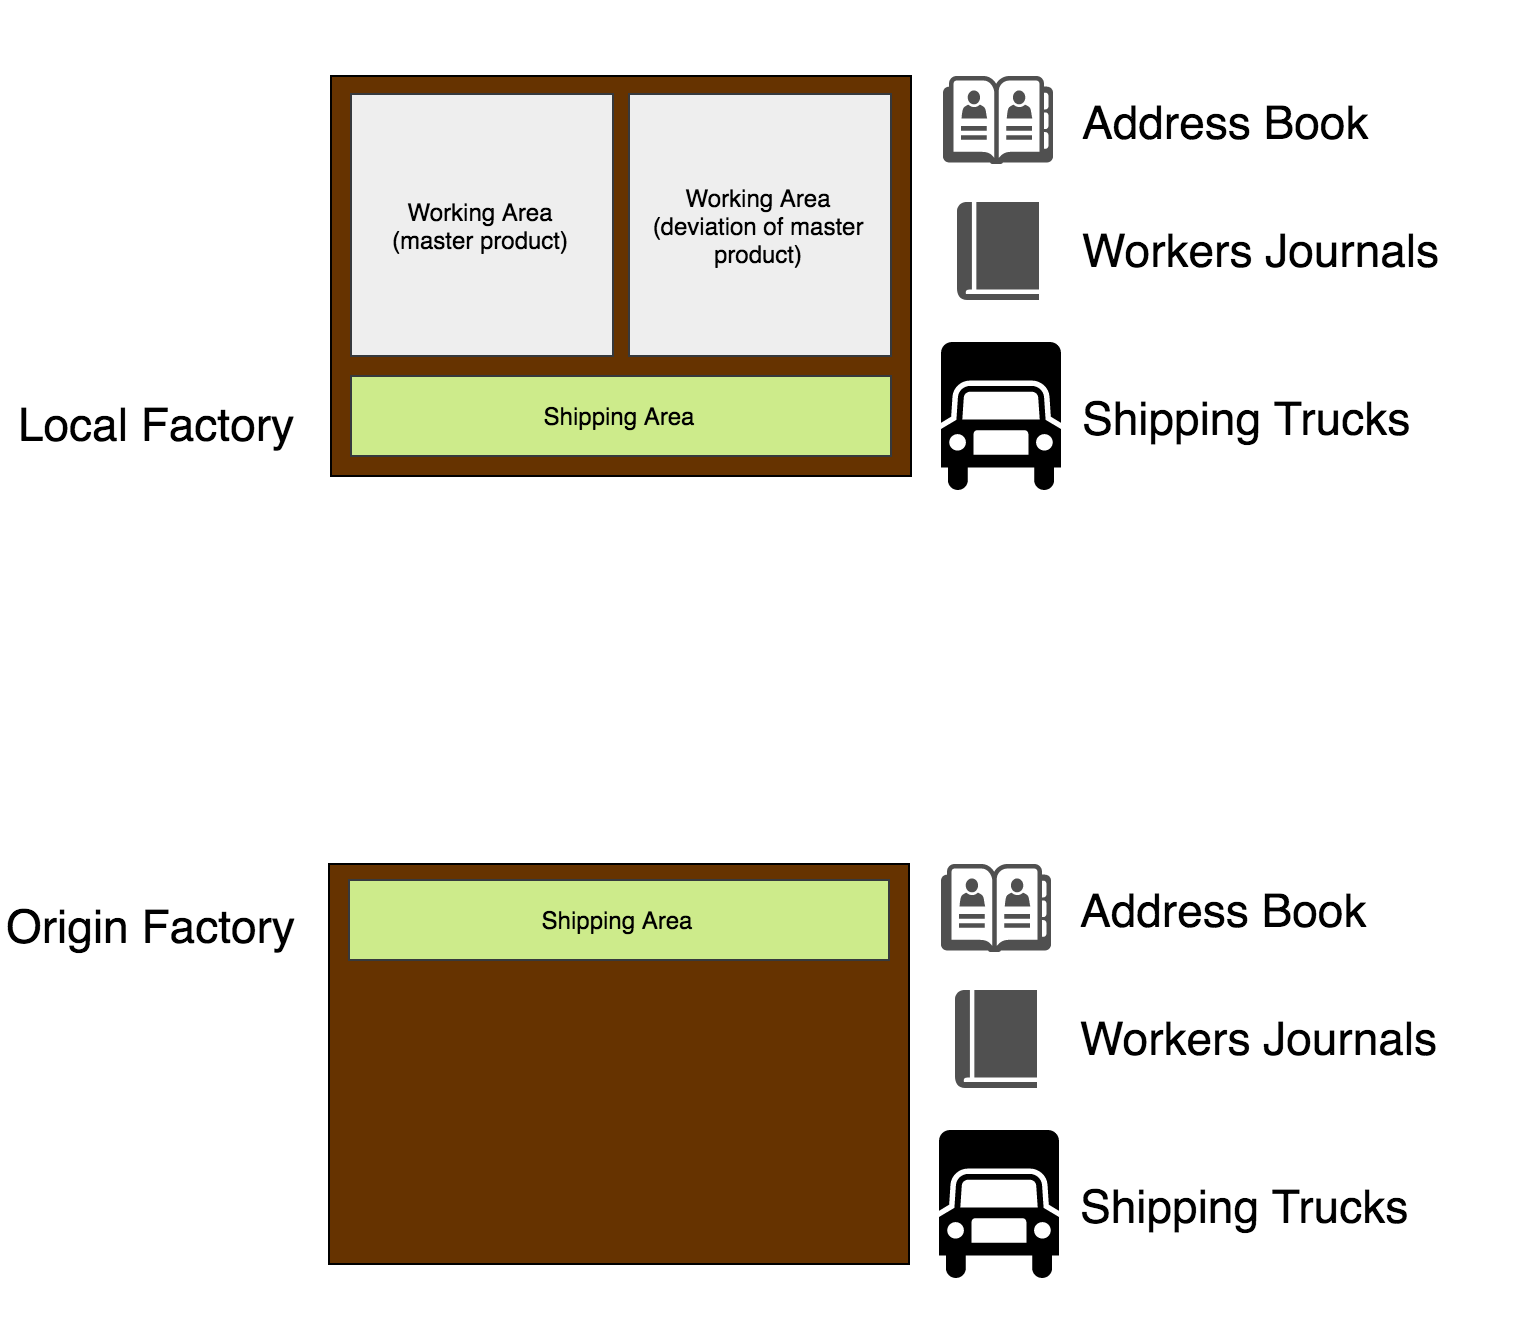 Working Area
(master product)
Working Area
(deviation of master
product)
Shipping Area
Local Factory
Address Book
Workers Journals
Shipping Trucks
Origin Factory
Shipping Area
Address Book
Workers Journals
Shipping Trucks